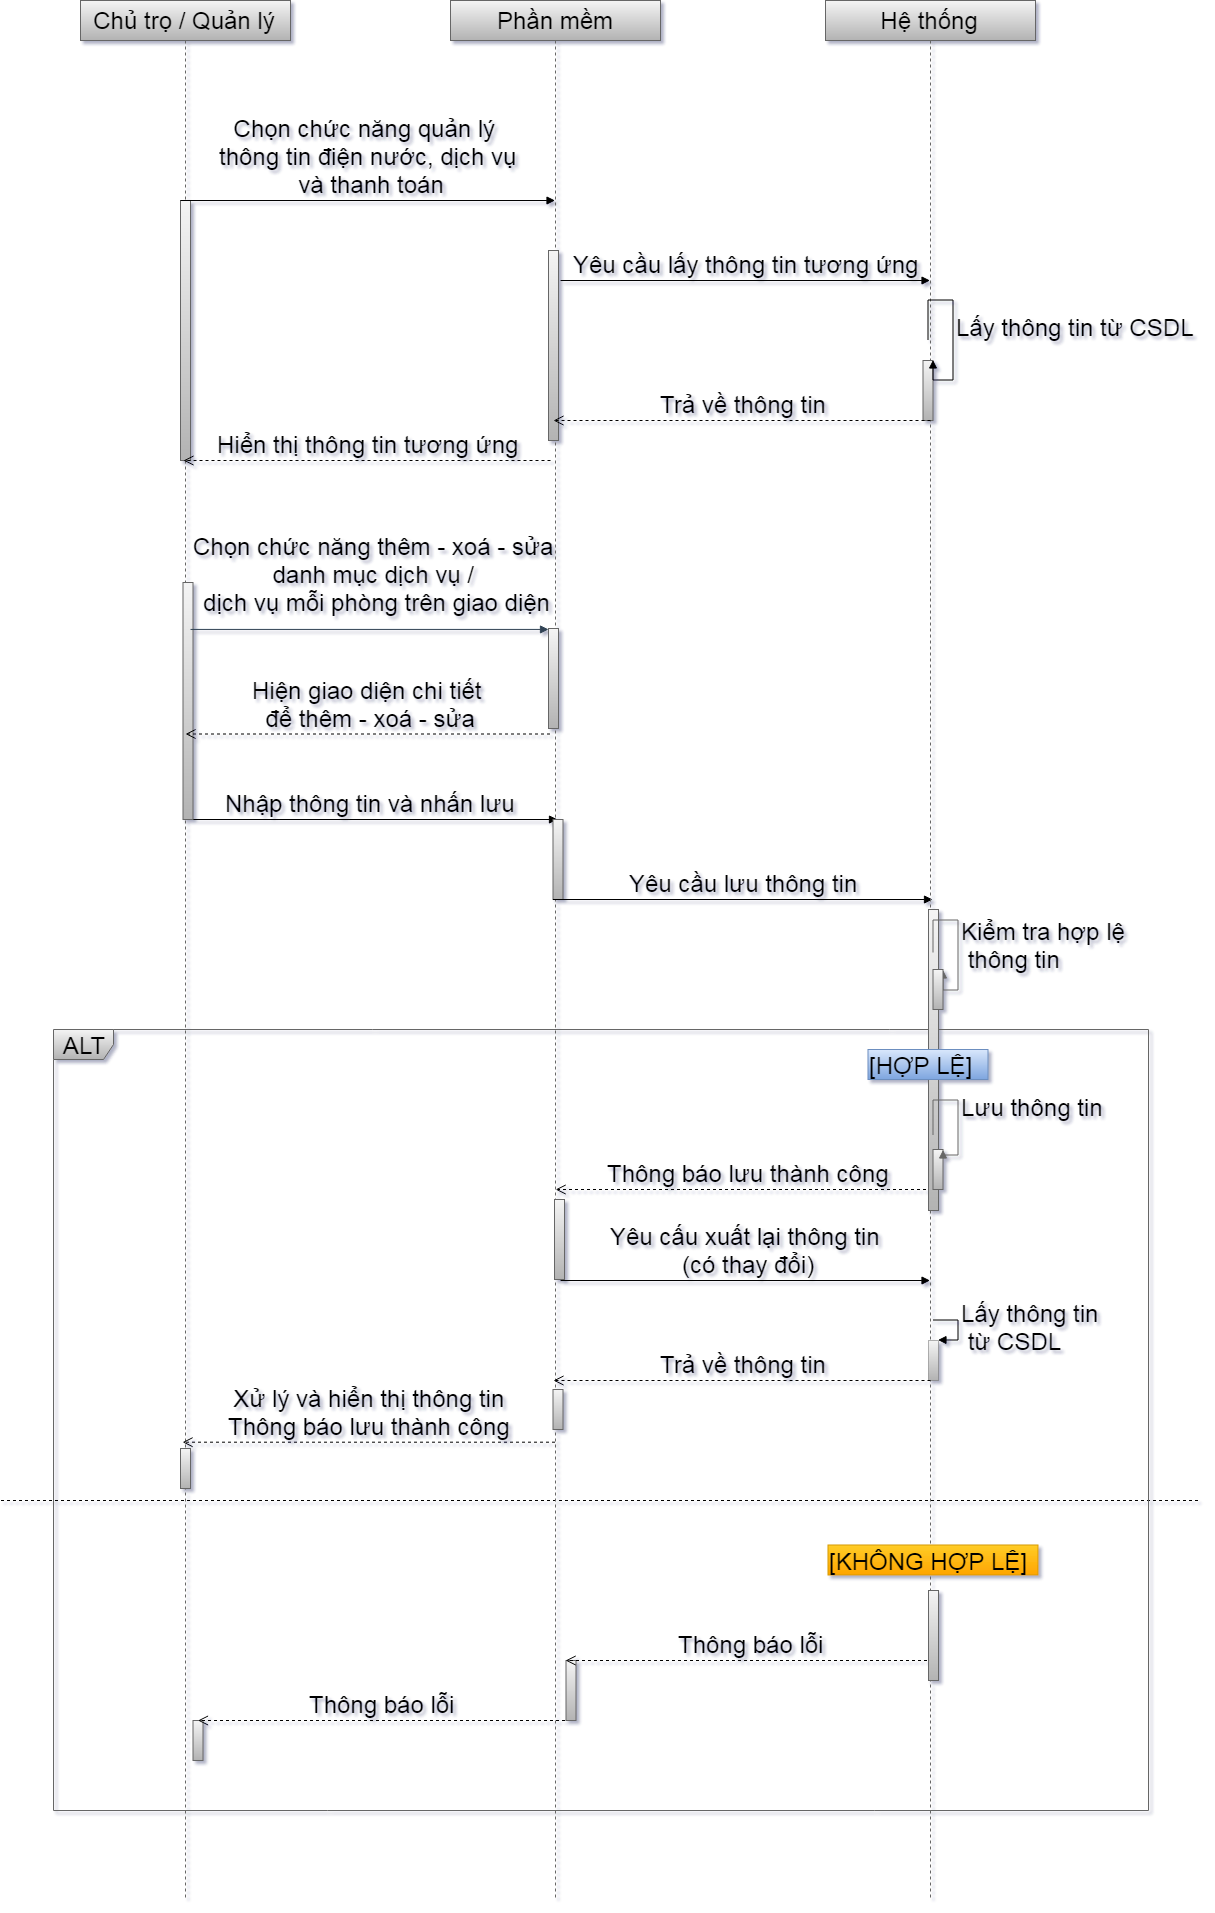 Chủ trọ / Quản lý
Phần mềm
Hệ thống
Chọn chức năng quản lý
thông tin điện nước, dịch vụ
và thanh toán
Yêu cầu lấy thông tin tương ứng
Lấy thông tin từ CSDL
Trả về thông tin
Hiển thị thông tin tương ứng
Chọn chức năng thêm - xoá - sửa
danh mục dịch vụ /
dịch vụ mỗi phòng trên giao diện
Hiện giao diện chi tiết
để thêm - xoá - sửa
Nhập thông tin và nhấn lưu
Yêu cầu lưu thông tin
Kiểm tra hợp lệ
thông tin
ALT
[HỢP LỆ]
Lưu thông tin
Thông báo lưu thành công
Yêu cấu xuất lại thông tin
(có thay đổi)
Lấy thông tin
từ CSDL
Trả về thông tin
Xử lý và hiển thị thông tin
Thông báo lưu thành công
[KHÔNG HỢP LỆ]
Thông báo lỗi
Thông báo lỗi